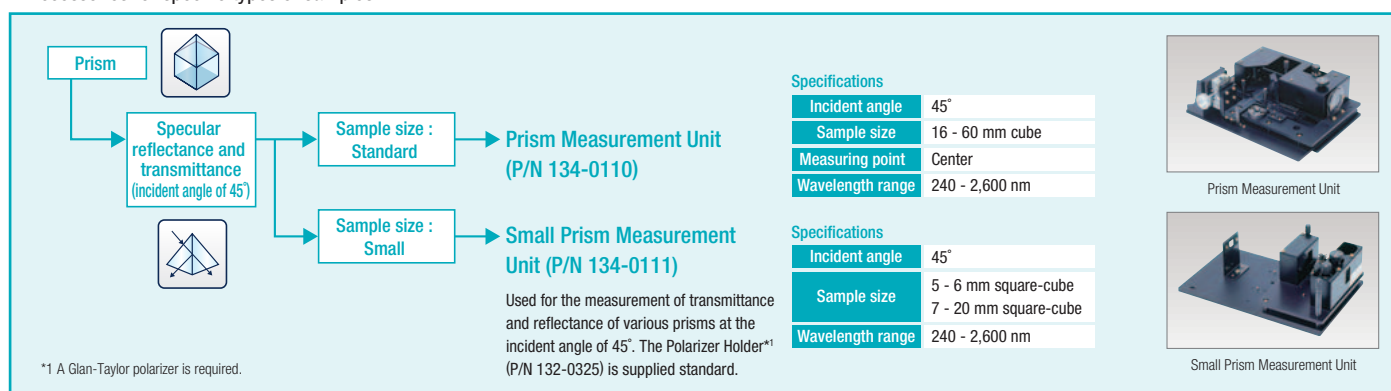 Prism
Specular
reflectance and
transmittance
(incident angle of 45˚)
Sample size :
Standard
Prism Measurement Unit
(P/N 134-0110)
Sample size :
Small
Small Prism Measurement
Unit (P/N 134-0111)
Used for the measurement of transmittance
and reflectance of various prisms at the
incident angle of 45˚. The Polarizer Holder*1
(P/N 132-0325) is supplied standard.
*1 A Glan-Taylor polarizer is required.
Specifications
Incident angle 45˚
Sample size 16 - 60 mm cube
Measuring point Center
Wavelength range 240 - 2,600 nm
Specifications
Incident angle 45˚
Sample size 5 - 6 mm square-cube
7 - 20 mm square-cube
Wavelength range 240 - 2,600 nm
Prism Measurement Unit
Small Prism Measurement Unit